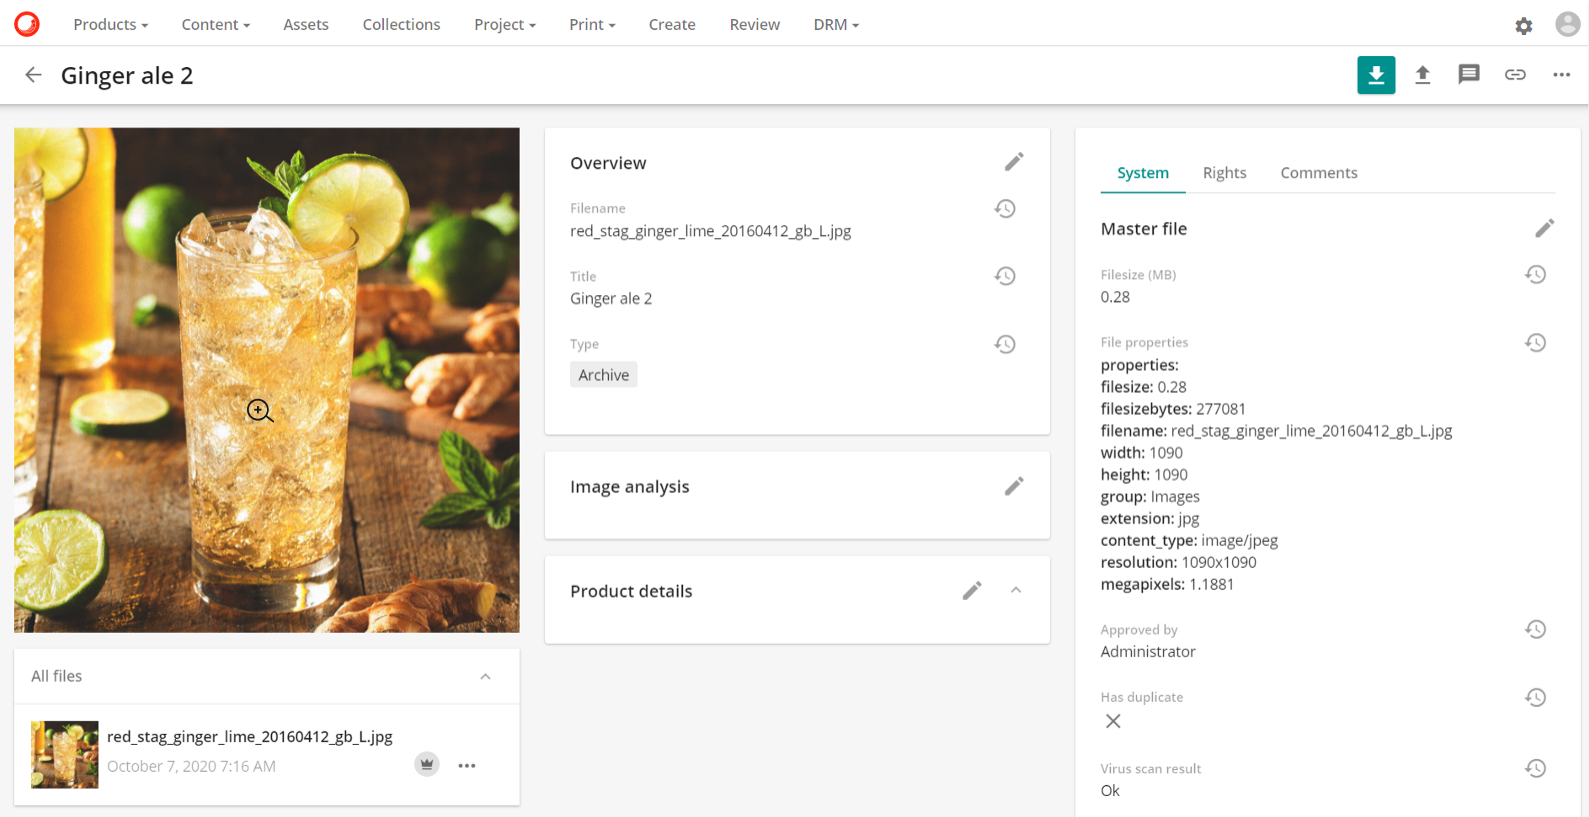 Products
Content
Assets
Collections
Project
Print
Create
Review
DRM
Ginger ale 2
Overview
Filename
red_stag_ginger_lime_20160412_gb_L.jpg
Title
Ginger ale 2
Type
Archive
Image analysis
Product details
All files
red_stag_ginger_lime_20160412_gb_L.jpg
October 7, 2020 7:16 AM
System
Rights
Comments
Master file
Filesize (MB)
0.28
File properties
properties:
filesize: 0.28
filesizebytes: 277081
filename: red_stag_ginger_lime_20160412_gb_L.jpg
width: 1090
height: 1090
group: Images
extension: jpg
content_type: image/jpeg
resolution: 1090x1090
megapixels: 1.1881
Approved by
Administrator
Has duplicate
Virus scan result
Ok